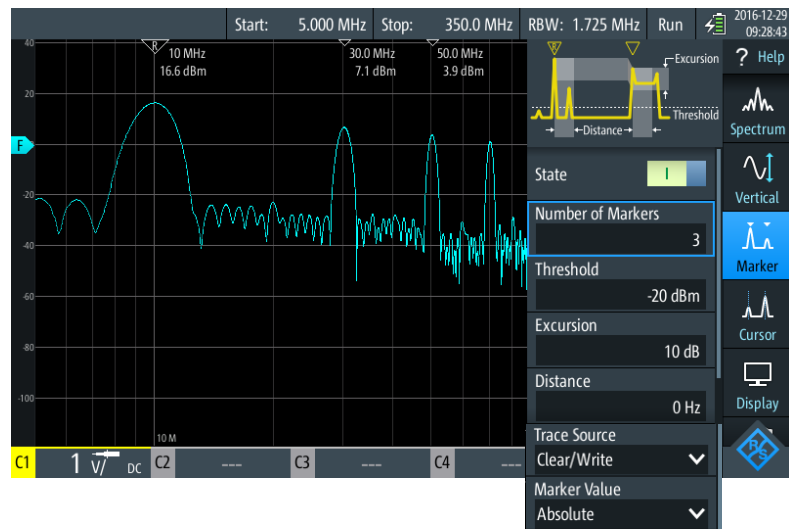 Start: 5.000 MHz Stop: 350.0 MHz RBW: 1.725 MHz Run 2016-12-29
09:28:43
40
R
10 MHz
16.6 dBm
30.0 MHz
7.1 dBm
50.0 MHz
3.9 dBm
20
F
-20
-40
-60
-80
-100
10 M
R
Excursion
Threshold
Distance
State
I
Number of Markers
3
Threshold
-20 dBm
Excursion
10 dB
Distance
0 Hz
Trace Source
Clear/Write
Marker Value
Absolute
? Help
Spectrum
Vertical
Marker
Cursor
Display
R/S
C1 1 V/ DC C2 --- C3 --- C4 ---